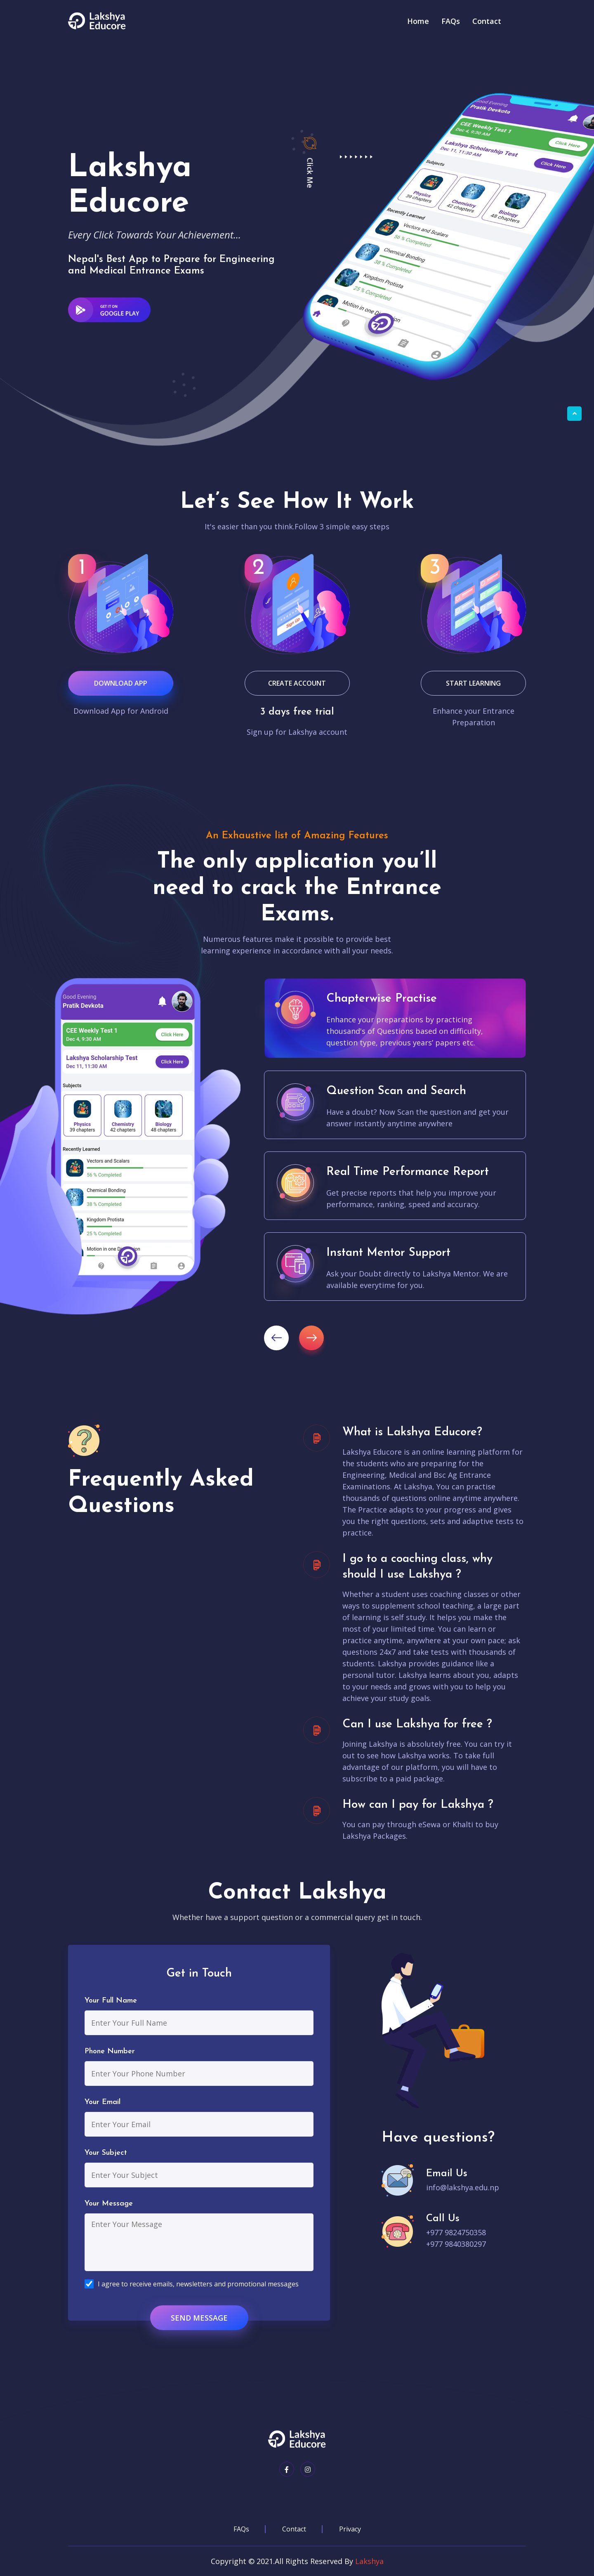 Lakshya
Educore
Home FAQs Contact
Lakshya
Educore
Every Click Towards Your Achievement...
Nepal's Best App to Prepare for Engineering
and Medical Entrance Exams
GET IT ON
GOOGLE PLAY
Click Me
Good Evening
Pratik Devkota
CEE Weekly Test 1
Dec 4, 9:30 AM
Click Here
Lakshya Scholarship Test
Dec 11, 11:30 AM
Click Here
Subjects
Physics
39 chapters
Chemistry
42 chapters
Biology
48 chapters
Recently Learned
Vectors and Scalars
56 % Completed
Chemical Bonding
38 % Completed
Kingdom Protista
25 % Completed
Motion in one Dimension
Let's See How It Work
It's easier than you think.Follow 3 simple easy steps
1
2
3
Sign Up
DOWNLOAD APP
Download App for Android
CREATE ACCOUNT
3 days free trial
Sign up for Lakshya account
START LEARNING
Enhance your Entrance
Preparation
An Exhaustive list of Amazing Features
The only application you'll
need to crack the Entrance
Exams.
Numerous features make it possible to provide best
learning experience in accordance with all your needs.
Good Evening
Pratik Devkota
CEE Weekly Test 1
Dec 4, 9:30 AM
Click Here
Lakshya Scholarship Test
Dec 11, 11:30 AM
Click Here
Subjects
Physics
39 chapters
Chemistry
42 chapters
Biology
48 chapters
Recently Learned
Vectors and Scalars
56 % Completed
Chemical Bonding
38 % Completed
Kingdom Protista
25 % Completed
Motion in one
Chapterwise Practise
Enhance your preparations by practicing
thousand's of Questions based on difficulty,
question type, previous years' papers etc.
Question Scan and Search
Have a doubt? Now Scan the question and get your
answer instantly anytime anywhere
Real Time Performance Report
Get precise reports that help you improve your
performance, ranking, speed and accuracy.
Instant Mentor Support
Ask your Doubt directly to Lakshya Mentor. We are
available everytime for you.
Frequently Asked
Questions
What is Lakshya Educore?
Lakshya Educore is an online learning platform for
the students who are preparing for the
Engineering, Medical and Bsc Ag Entrance
Examinations. At Lakshya, You can practise
thousands of questions online anytime anywhere.
The Practice adapts to your progress and gives
you the right questions, sets and adaptive tests to
practice.
I go to a coaching class, why
should I use Lakshya ?
Whether a student uses coaching classes or other
ways to supplement school teaching, a large part
of learning is self study. It helps you make the
most of your limited time. You can learn or
practice anytime, anywhere at your own pace; ask
questions 24x7 and take tests with thousands of
students. Lakshya provides guidance like a
personal tutor. Lakshya learns about you, adapts
to your needs and grows with you to help you
achieve your study goals.
Can I use Lakshya for free ?
Joining Lakshya is absolutely free. You can try it
out to see how Lakshya works. To take full
advantage of our platform, you will have to
subscribe to a paid package.
How can I pay for Lakshya ?
You can pay through eSewa or Khalti to buy
Lakshya Packages.
Contact Lakshya
Whether have a support question or a commercial query get in touch.
Get in Touch
Your Full Name
Enter Your Full Name
Phone Number
Enter Your Phone Number
Your Email
Enter Your Email
Your Subject
Enter Your Subject
Your Message
Enter Your Message
I agree to receive emails, newsletters and promotional messages
SEND MESSAGE
Have questions?
Email Us
info@lakshya.edu.np
Call Us
+977 9824750358
+977 9840380297
Lakshya
Educore
FAQs Contact Privacy
Copyright © 2021.All Rights Reserved By Lakshya